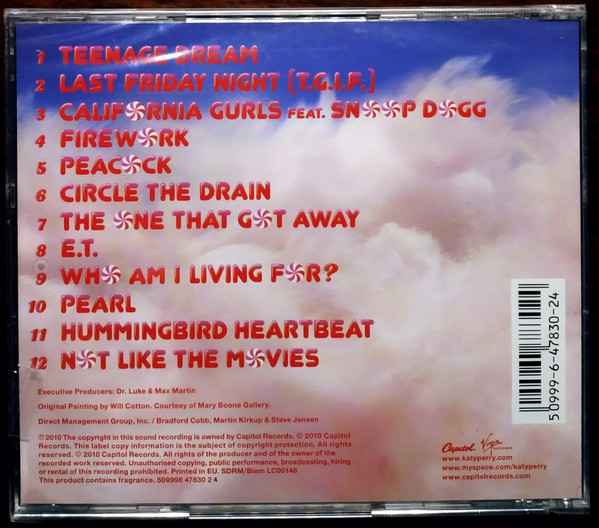 1 TEENAGE DREAM
2 LAST FRIDAY NIGHT (T.G.I.F.)
3 CALIFORNIA GURLS FEAT. SNOOP DOGG
4 FIREWORK
5 PEACOCK
6 CIRCLE THE DRAIN
7 THE ONE THAT GOT AWAY
8 E.T.
9 WHO AM I LIVING FOR?
10 PEARL
11 HUMMINGBIRD HEARTBEAT
12 NOT LIKE THE MOVIES
Executive Producers: Dr. Luke & Max Martin
Original Painting by Will Cotton. Courtesy of Mary Boone Gallery.
Direct Management Group, Inc. / Bradford Cobb, Martin Kirkup & Steve Jensen
℗ 2010 The copyright in this sound recording is owned by Capitol Records. © 2010 Capitol
Records. This label copy information is the subject of copyright protection. All rights
reserved. © 2010 Capitol Records. All rights of the producer and of the owner of the
recorded work reserved. Unauthorised copying, public performance, broadcasting, hiring
or rental of this recording prohibited. Printed in EU. SDRM/Biem LC00148
This product contains fragrance. 509996 47830 2 4
5 0999-6-47830-24
Capitol. Virgin RECORDS
www.katyperry.com
www.myspace.com/katyperry
www.capitolrecords.com